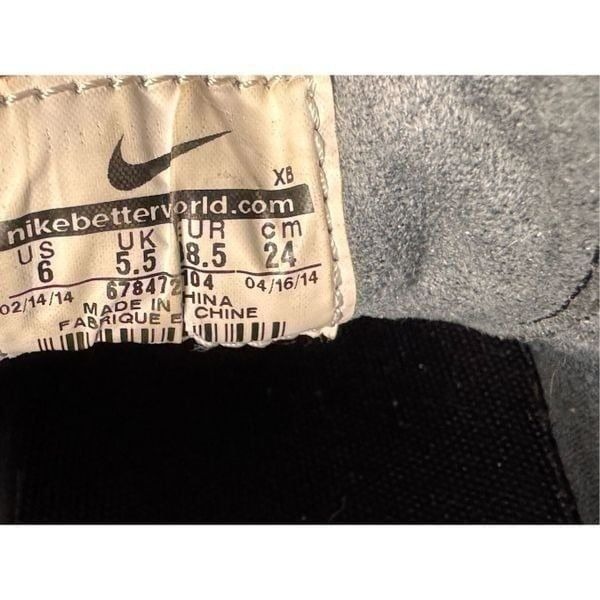 XB
nikebetterworld.com
US UK UR cm
6 5.5 8.5 24
02/14/14 678472 104 04/16/14
MADE IN HINA
FABRIQUE E CHINE